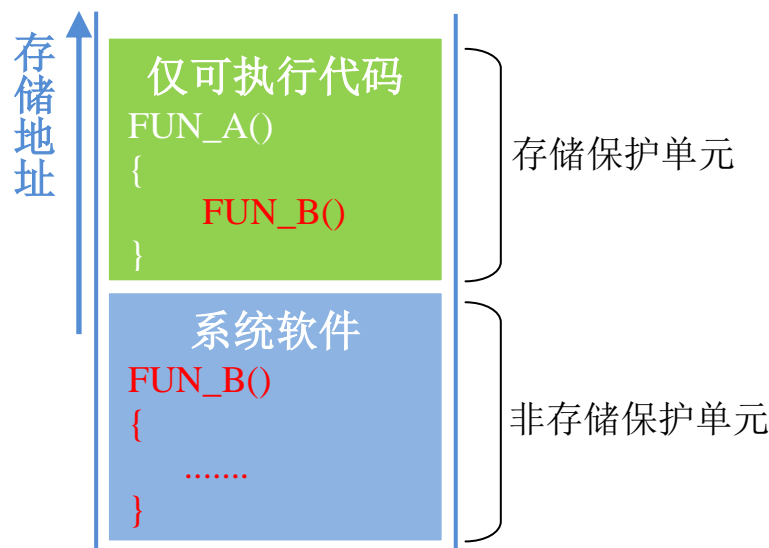 存储地址
仅可执行代码
FUN_A()
{
FUN_B()
}
存储保护单元
系统软件
FUN_B()
{
.......
}
非存储保护单元